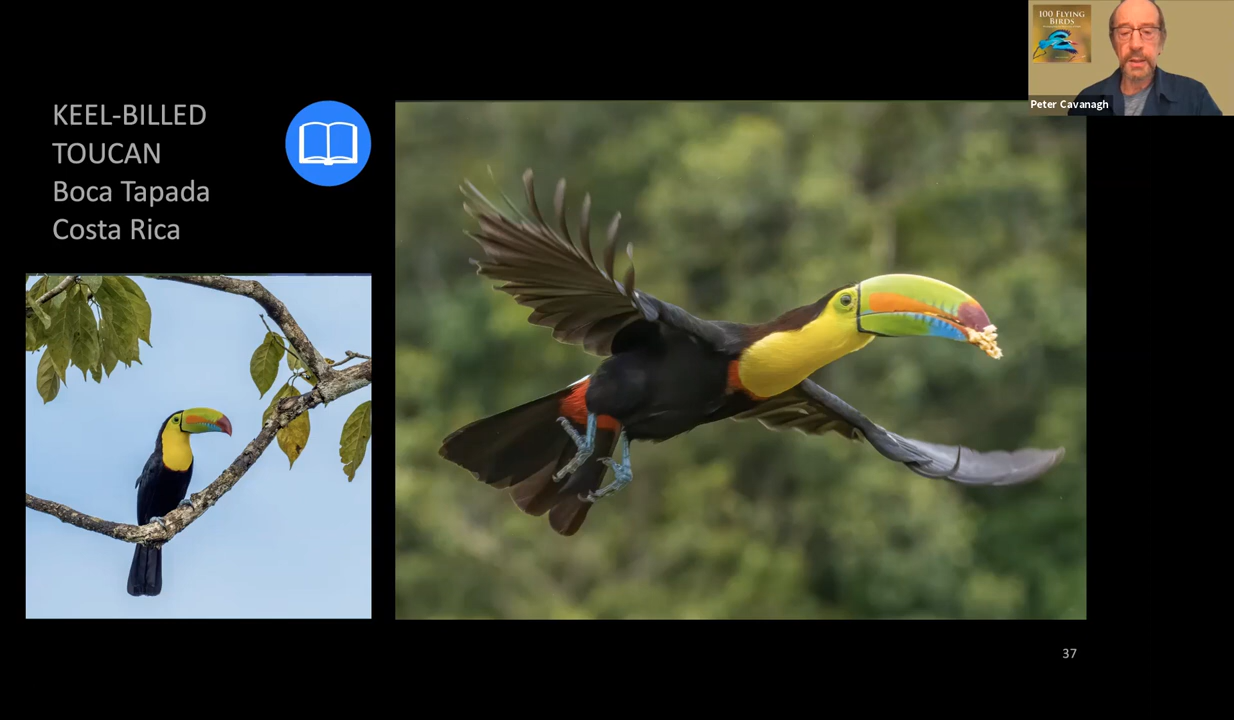 KEEL-BILLED
TOUCAN
Boca Tapada
Costa Rica
100 FLYING
BIRDS
Peter Cavanagh
37